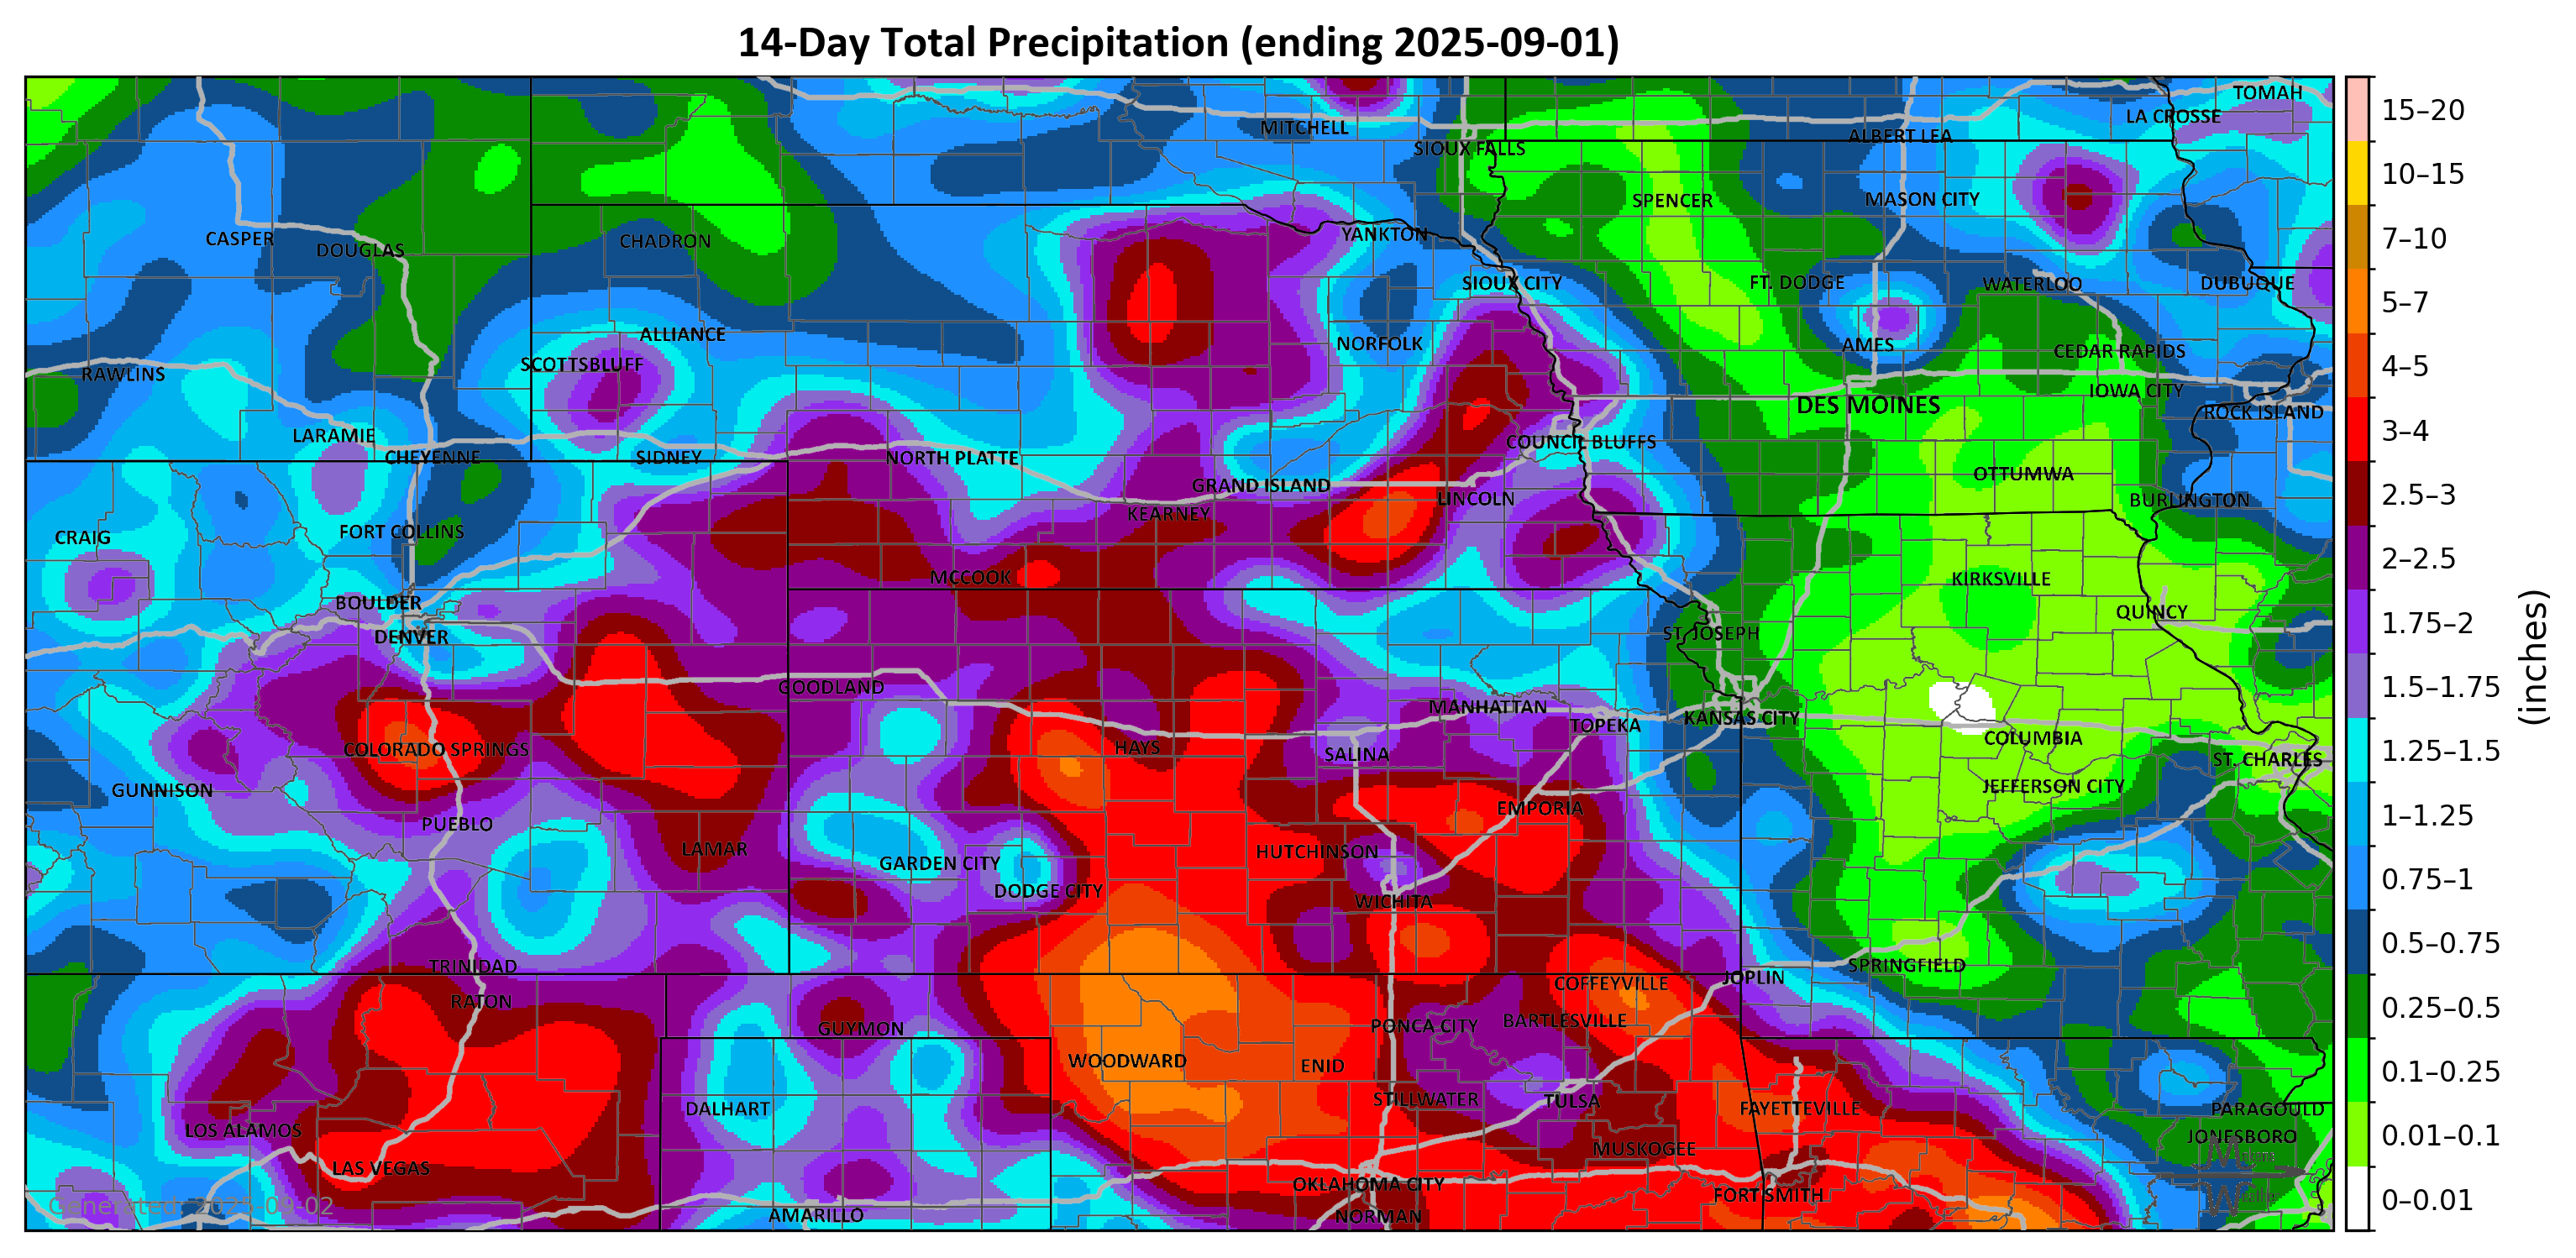 14-Day Total Precipitation (ending 2025-09-01)
TOMAH
LA CROSSE
MITCHELL
ALBERT LEA
SIOUX FALLS
SPENCER
MASON CITY
CASPER
DOUGLAS
CHADRON
YANKTON
SIOUX CITY
FT. DODGE
WATERLOO
DUBUQUE
ALLIANCE
NORFOLK
AMES
CEDAR RAPIDS
SCOTTSBLUFF
RAWLINS
IOWA CITY
DES MOINES
ROCK ISLAND
LARAMIE
COUNCIL BLUFFS
CHEYENNE
SIDNEY
NORTH PLATTE
OTTUMWA
GRAND ISLAND
LINCOLN
BURLINGTON
KEARNEY
FORT COLLINS
CRAIG
MCCOOK
KIRKSVILLE
BOULDER
QUINCY
DENVER
ST. JOSEPH
GOODLAND
MANHATTAN
KANSAS CITY
TOPEKA
COLUMBIA
COLORADO SPRINGS
HAYS
SALINA
ST. CHARLES
GUNNISON
JEFFERSON CITY
EMPORIA
PUEBLO
LAMAR
HUTCHINSON
GARDEN CITY
DODGE CITY
WICHITA
TRINIDAD
SPRINGFIELD
JOPLIN
COFFEYVILLE
RATON
GUYMON
PONCA CITY
BARTLESVILLE
WOODWARD
ENID
STILLWATER
TULSA
DALHART
FAYETTEVILLE
PARAGOULD
LOS ALAMOS
JONESBORO
MUSKOGEE
LAS VEGAS
OKLAHOMA CITY
FORT SMITH
AMARILLO
NORMAN
Generated: 2025-09-02
15–20
10–15
7–10
5–7
4–5
3–4
2.5–3
2–2.5
1.75–2
1.5–1.75
1.25–1.5
1–1.25
0.75–1
0.5–0.75
0.25–0.5
0.1–0.25
0.01–0.1
0–0.01
(inches)